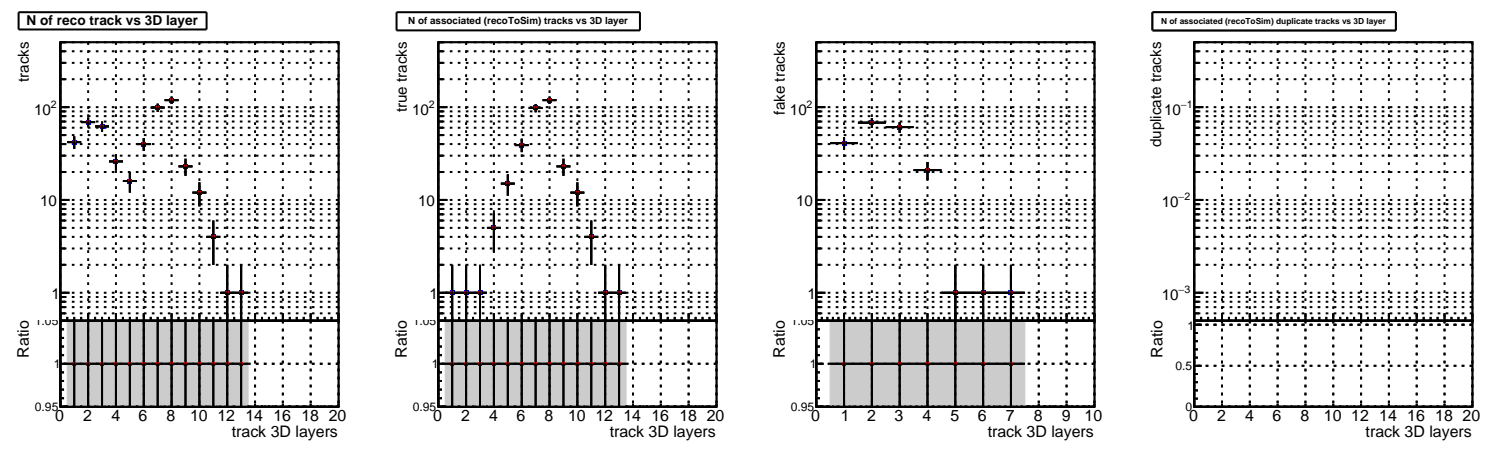 N of reco track vs 3D layer
tracks
10²
10
1
Ratio
1.05
1
0.95
0 2 4 6 8 10 12 14 16 18 20
track 3D layers
N of associated (recoToSim) tracks vs 3D layer
true tracks
10²
10
1
Ratio
1.05
1
0.95
0 2 4 6 8 10 12 14 16 18 20
track 3D layers
fake tracks
10²
10
1
Ratio
1.05
1
0.95
0 1 2 3 4 5 6 7 8 9 10
track 3D layers
N of associated (recoToSim) duplicate tracks vs 3D layer
duplicate tracks
10⁻¹
10⁻²
10⁻³
Ratio
1
0.5
0
0 2 4 6 8 10 12 14 16 18 20
track 3D layers